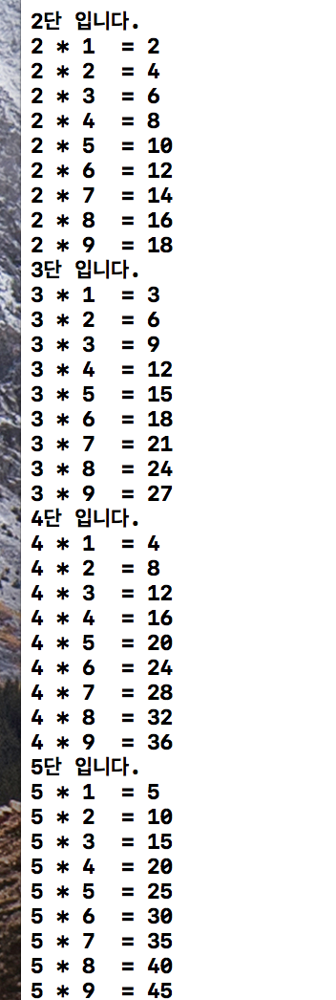 2단 입니다.
2 * 1  = 2
2 * 2  = 4
2 * 3  = 6
2 * 4  = 8
2 * 5  = 10
2 * 6  = 12
2 * 7  = 14
2 * 8  = 16
2 * 9  = 18
3단 입니다.
3 * 1  = 3
3 * 2  = 6
3 * 3  = 9
3 * 4  = 12
3 * 5  = 15
3 * 6  = 18
3 * 7  = 21
3 * 8  = 24
3 * 9  = 27
4단 입니다.
4 * 1  = 4
4 * 2  = 8
4 * 3  = 12
4 * 4  = 16
4 * 5  = 20
4 * 6  = 24
4 * 7  = 28
4 * 8  = 32
4 * 9  = 36
5단 입니다.
5 * 1  = 5
5 * 2  = 10
5 * 3  = 15
5 * 4  = 20
5 * 5  = 25
5 * 6  = 30
5 * 7  = 35
5 * 8  = 40
5 * 9  = 45